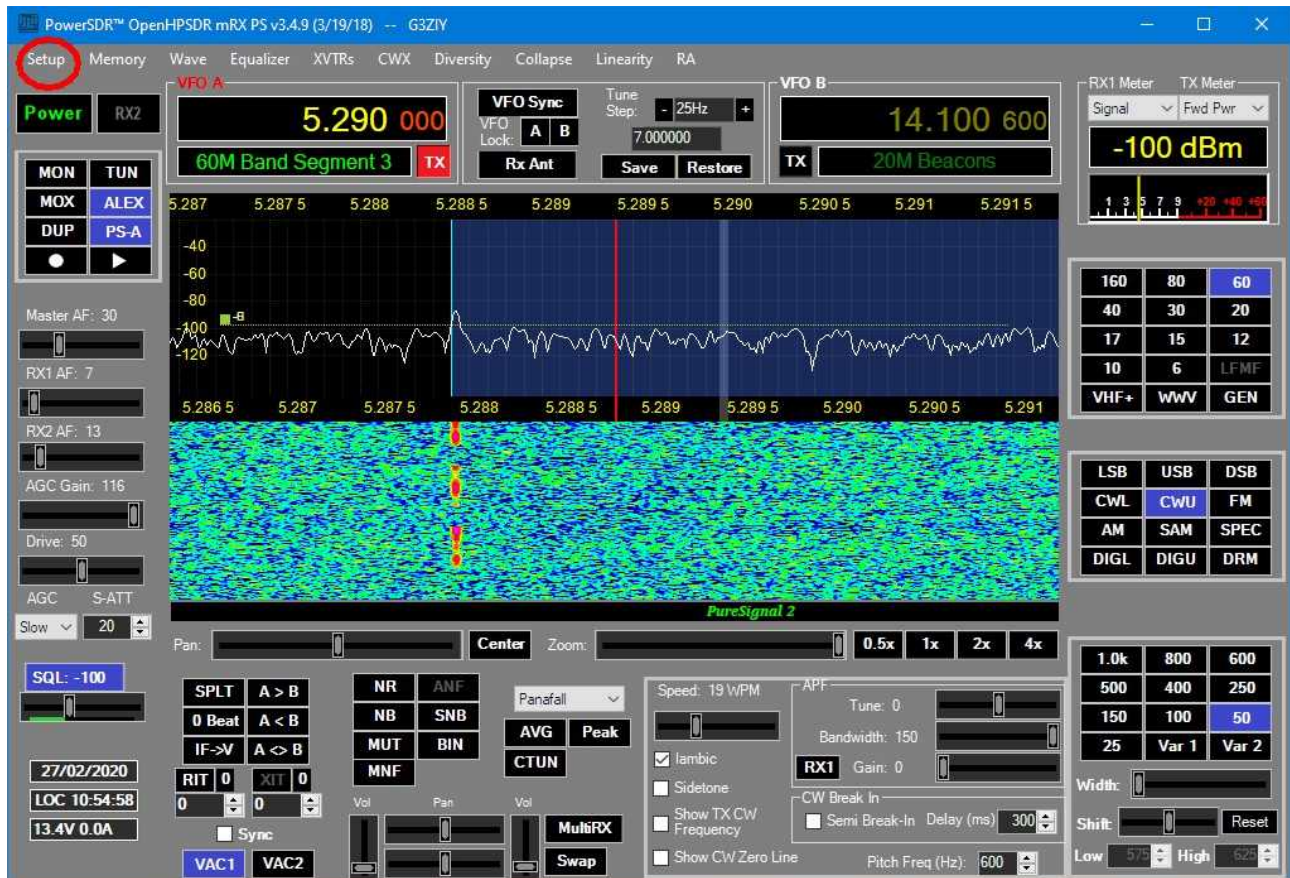 PowerSDR™ OpenHPSDR mRX PS v3.4.9 (3/19/18) -- G3ZIY
Setup Memory Wave Equalizer XVTRs CWX Diversity Collapse Linearity RA
Power RX2
VFO A
5.290 000
60M Band Segment 3 TX
VFO Sync
VFO Lock: A B
Rx Ant
Tune Step: - 25Hz +
7.000000
Save Restore
VFO B
14.100 600
TX 20M Beacons
RX1 Meter TX Meter
Signal Fwd Pwr
-100 dBm
1 3 5 7 9 +20 +40 +60
MON TUN
MOX ALEX
DUP PS-A
Master AF: 30
RX1 AF: 7
RX2 AF: 13
AGC Gain: 116
Drive: 50
AGC S-ATT
Slow 20
SQL: -100
27/02/2020
LOC 10:54:58
13.4V 0.0A
5.287 5.287 5 5.288 5.288 5 5.289 5.289 5 5.290 5.290 5 5.291 5.291 5
-40
-60
-80
-100
-120
5.286 5 5.287 5.287 5 5.288 5.288 5 5.289 5.289 5 5.290 5.290 5 5.291
PureSignal 2
Pan: Center Zoom: 0.5x 1x 2x 4x
SPLT A > B
0 Beat A < B
IF->V A <> B
RIT 0 XIT 0
0 0
Sync
VAC1 VAC2
NR ANF
NB SNB
MUT BIN
MNF
Panafall
AVG Peak
CTUN
Vol Pan Vol
MultiRX
Swap
Speed: 19 WPM
Iambic
Sidetone
Show TX CW Frequency
Show CW Zero Line
APF
Tune: 0
Bandwidth: 150
RX1 Gain: 0
CW Break In
Semi Break-In Delay (ms) 300
Pitch Freq (Hz): 600
160 80 60
40 30 20
17 15 12
10 6 LFMF
VHF+ WWV GEN
LSB USB DSB
CWL CWU FM
AM SAM SPEC
DIGL DIGU DRM
1.0k 800 600
500 400 250
150 100 50
25 Var 1 Var 2
Width:
Shift: Reset
Low 575 High 625